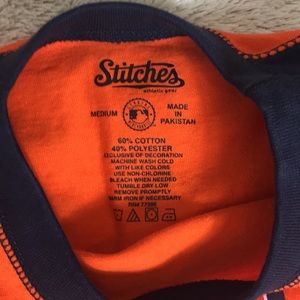 Stitches
athletic gear
MEDIUM
MADE IN
PAKISTAN
60% COTTON
40% POLYESTER
EXCLUSIVE OF DECORATION
MACHINE WASH COLD
WITH LIKE COLORS
USE NON-CHLORINE
BLEACH WHEN NEEDED
TUMBLE DRY LOW
REMOVE PROMPTLY
WARM IRON IF NECESSARY